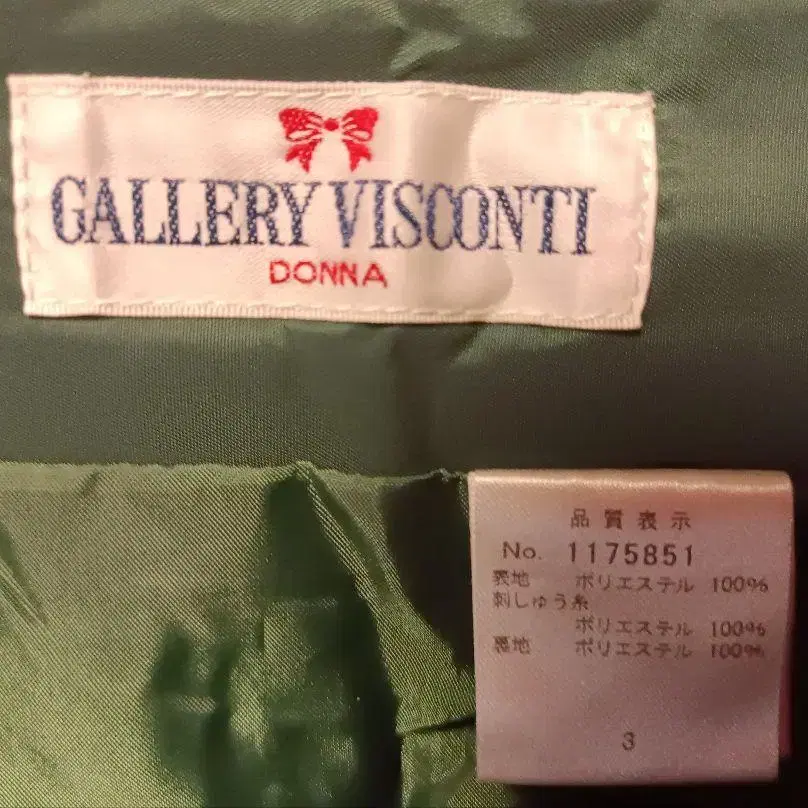 GALLERY VISCONTI
DONNA
品質表示
No. 1175851
表地 ポリエステル 100%
刺しゅう糸
ポリエステル 100%
裏地 ポリエステル 100%
3